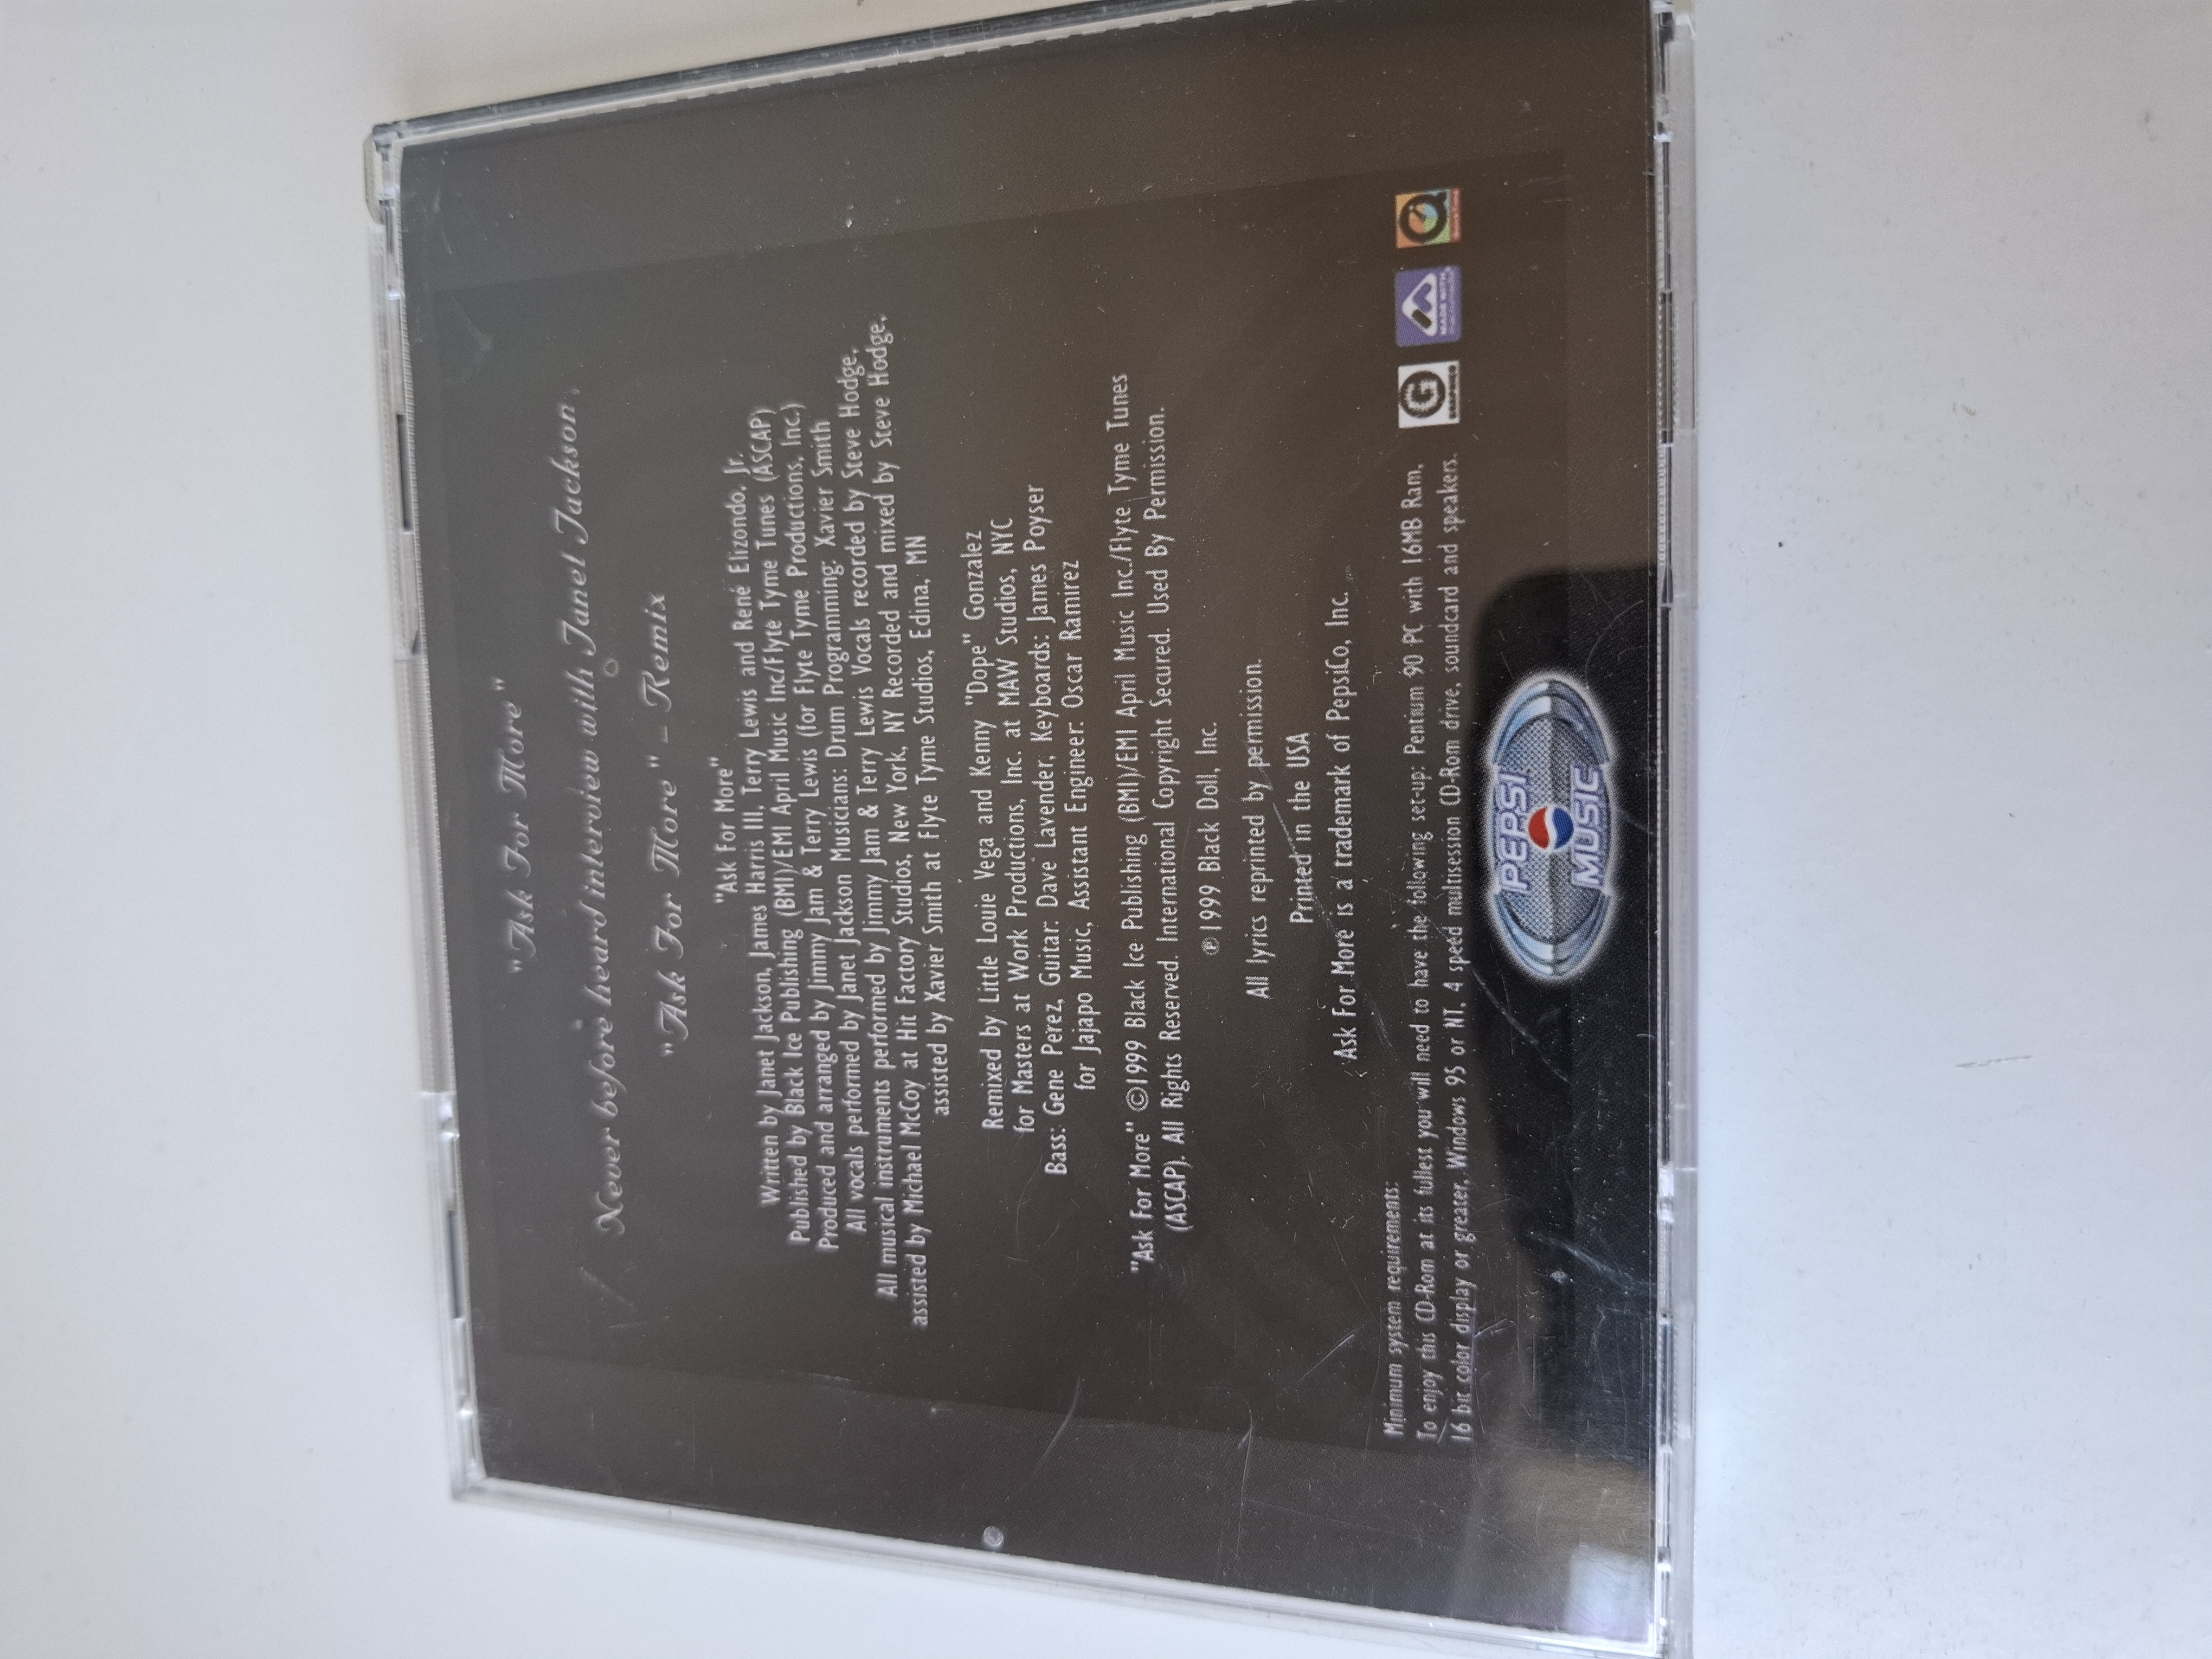 "Ask For More"
Never before heard interview with Janet Jackson.
"Ask For More" – Remix
"Ask For More"
Written by Janet Jackson, James Harris III, Terry Lewis and René Elizondo, Jr.
Published by Black Ice Publishing (BMI)/EMI April Music Inc/Flyte Tyme Tunes (ASCAP)
Produced and arranged by Jimmy Jam & Terry Lewis (for Flyte Tyme Productions, Inc.)
All vocals performed by Janet Jackson Musicians: Drum Programming: Xavier Smith
All musical instruments performed by Jimmy Jam & Terry Lewis Vocals recorded by Steve Hodge,
assisted by Michael McCoy at Hit Factory Studios, New York, NY Recorded and mixed by Steve Hodge,
assisted by Xavier Smith at Flyte Tyme Studios, Edina, MN
Remixed by Little Louie Vega and Kenny "Dope" Gonzalez
for Masters at Work Productions, Inc. at MAW Studios, NYC
Bass: Gene Perez, Guitar: Dave Lavender, Keyboards: James Poyser
for Jajapo Music, Assistant Engineer: Oscar Ramirez
"Ask For More" ©1999 Black Ice Publishing (BMI)/EMI April Music Inc./Flyte Tyme Tunes
(ASCAP). All Rights Reserved. International Copyright Secured. Used By Permission.
℗1999 Black Doll, Inc.
All lyrics reprinted by permission.
Printed in the USA
Ask For More is a trademark of PepsiCo, Inc.
Minimum system requirements:
To enjoy this CD-Rom at its fullest you will need to have the following set-up: Pentium 90 PC with 16MB Ram,
16 bit color display or greater, Windows 95 or NT, 4 speed multisession CD-Rom drive, soundcard and speakers.
G
MADE WITH
PEPSI
MUSIC